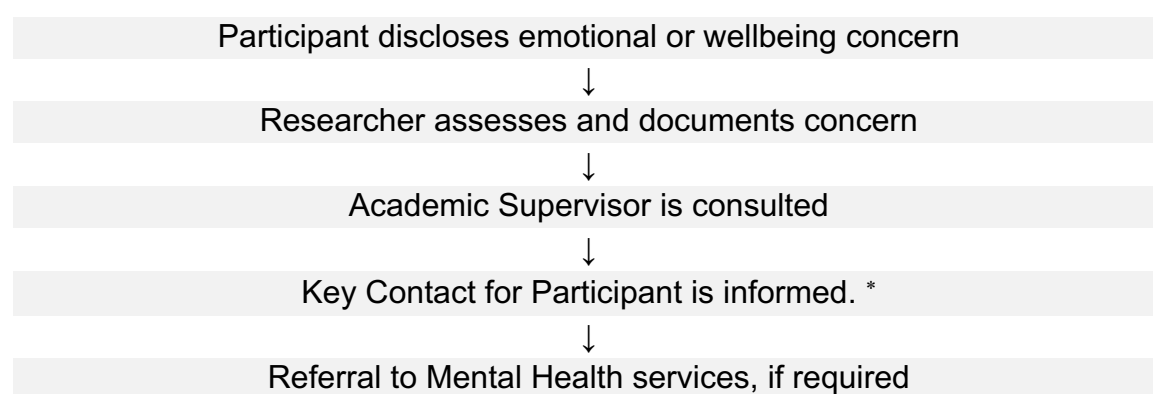 Participant discloses emotional or wellbeing concern
↓
Researcher assesses and documents concern
↓
Academic Supervisor is consulted
↓
Key Contact for Participant is informed. *
↓
Referral to Mental Health services, if required